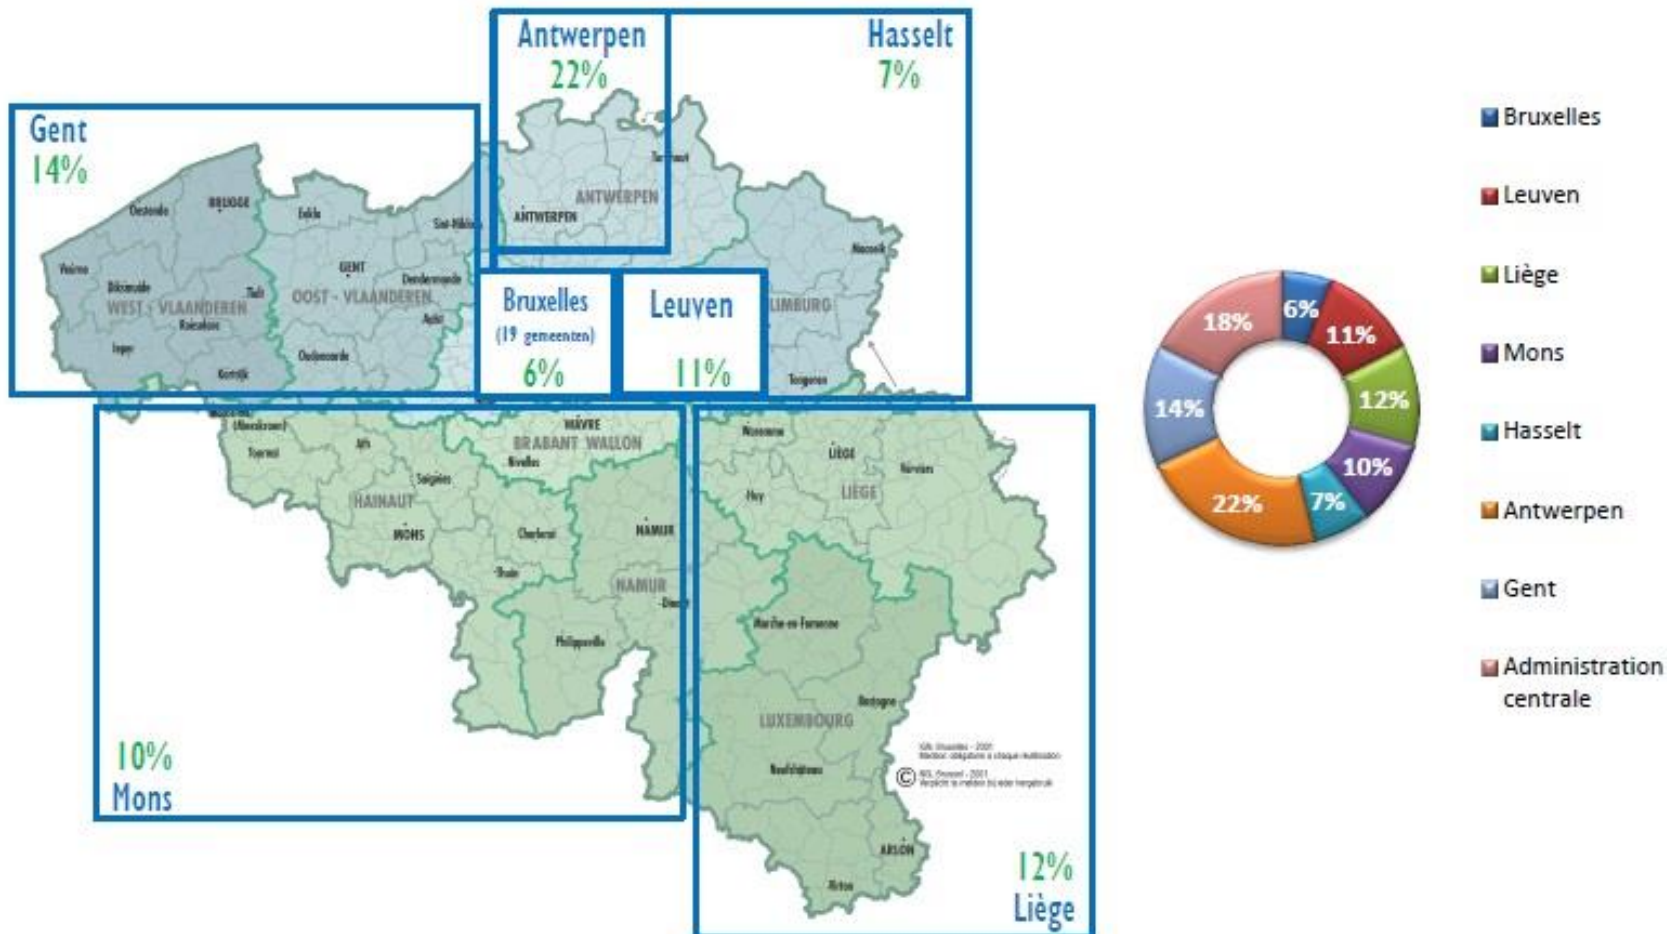 Antwerpen
22%
Hasselt
7%
Gent
14%
Turnhout
ANTWERPEN
ANTWERPEN
Oostende
BRUGGE
Eeklo
Maaseik
Veurne
GENT
Dendermonde
Diksmuide
Tielt
WEST - VLAANDEREN
OOST - VLAANDEREN
Roeselare
Aalst
Ieper
Oudenaarde
Kortrijk
Bruxelles
(19 gemeenten)
6%
Leuven
11%
LIMBURG
Tongeren
(Mouscron)
Tournai
Ath
Soignies
HAINAUT
MONS
Charleroi
Thuin
WAVRE
BRABANT WALLON
Nivelles
NAMUR
NAMUR
Philippeville
Waremme
LIÈGE
Verviers
Huy
LIÈGE
Marche-en-Famenne
Bastogne
LUXEMBOURG
Neufchâteau
ARLON
Virton
10%
Mons
12%
Liège
6%
11%
12%
10%
7%
22%
14%
18%
Bruxelles
Leuven
Liège
Mons
Hasselt
Antwerpen
Gent
Administration
centrale